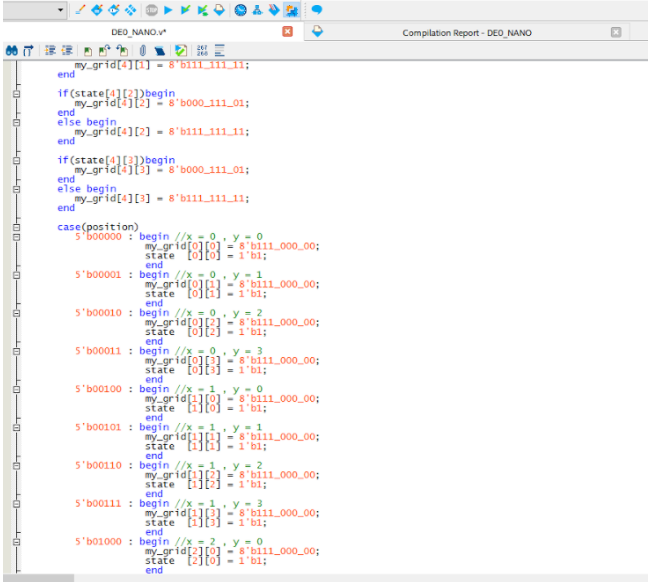 DE0_NANO.v*
Compilation Report - DE0_NANO
267
268
my_grid[4][1] = 8'b111_111_11;
end
if(state[4][2])begin
my_grid[4][2] = 8'b000_111_01;
end
else begin
my_grid[4][2] = 8'b111_111_11;
end
if(state[4][3])begin
my_grid[4][3] = 8'b000_111_01;
end
else begin
my_grid[4][3] = 8'b111_111_11;
end
case(position)
5'b00000 : begin //x = 0 , y = 0
my_grid[0][0] = 8'b111_000_00;
state [0][0] = 1'b1;
end
5'b00001 : begin //x = 0 , y = 1
my_grid[0][1] = 8'b111_000_00;
state [0][1] = 1'b1;
end
5'b00010 : begin //x = 0 , y = 2
my_grid[0][2] = 8'b111_000_00;
state [0][2] = 1'b1;
end
5'b00011 : begin //x = 0 , y = 3
my_grid[0][3] = 8'b111_000_00;
state [0][3] = 1'b1;
end
5'b00100 : begin //x = 1 , y = 0
my_grid[1][0] = 8'b111_000_00;
state [1][0] = 1'b1;
end
5'b00101 : begin //x = 1 , y = 1
my_grid[1][1] = 8'b111_000_00;
state [1][1] = 1'b1;
end
5'b00110 : begin //x = 1 , y = 2
my_grid[1][2] = 8'b111_000_00;
state [1][2] = 1'b1;
end
5'b00111 : begin //x = 1 , y = 3
my_grid[1][3] = 8'b111_000_00;
state [1][3] = 1'b1;
end
5'b01000 : begin //x = 2 , y = 0
my_grid[2][0] = 8'b111_000_00;
state [2][0] = 1'b1;
end